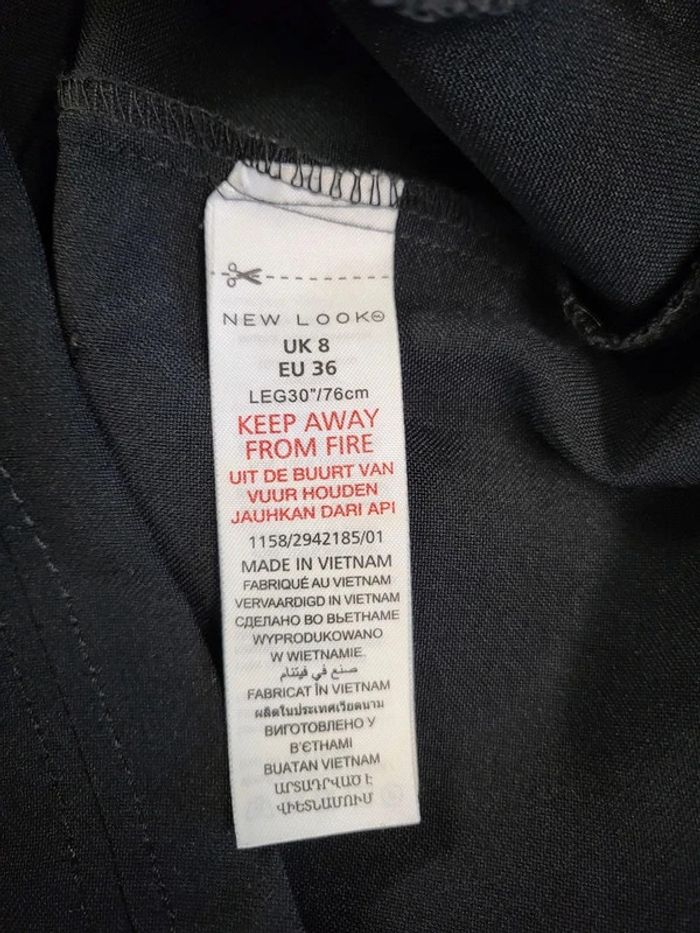 NEW LOOK
UK 8
EU 36
LEG30"/76cm
KEEP AWAY
FROM FIRE
UIT DE BUURT VAN
VUUR HOUDEN
JAUHKAN DARI API
1158/2942185/01
MADE IN VIETNAM
FABRIQUÉ AU VIETNAM
VERVAARDIGD IN VIETNAM
СДЕЛАНО ВО ВЬЕТНАМЕ
WYPRODUKOWANO
W WIETNAMIE
صنع في فيتنام
FABRICAT ÎN VIETNAM
ผลิตในประเทศเวียดนาม
ВИГОТОВЛЕНО У
В'ЄТНАМІ
BUATAN VIETNAM
ԱՐՏԱԴՐՎԱԾ Է
ՎԻԵՏՆԱՄՈՒՄ